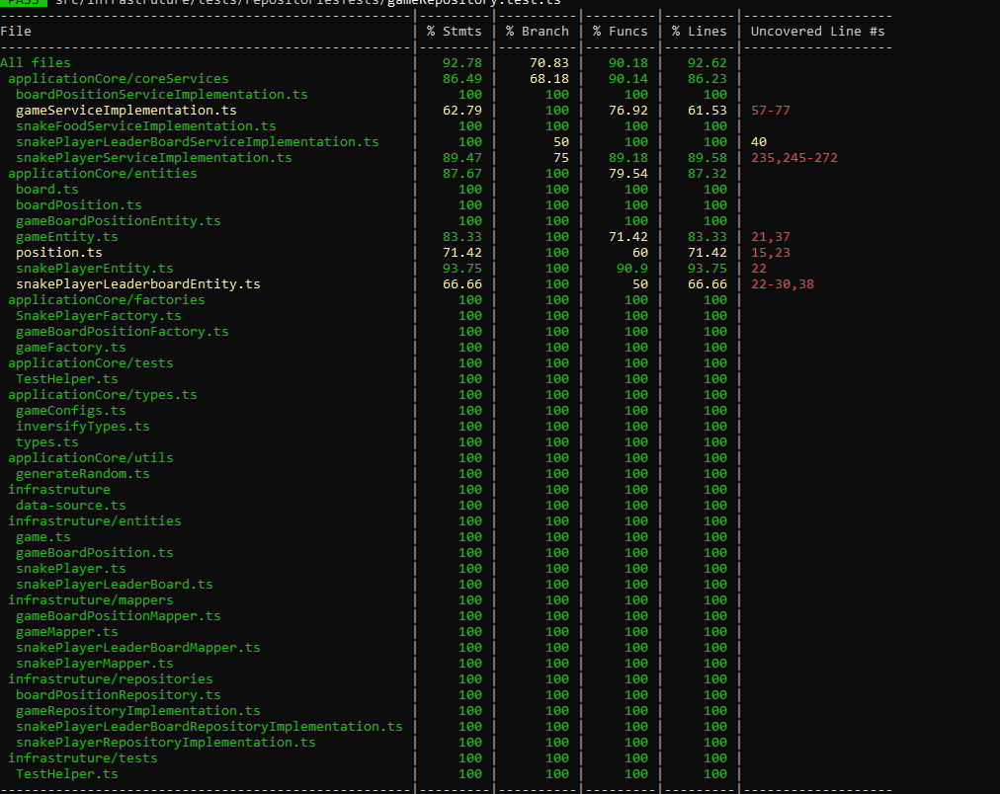 PASS src/infrastruture/tests/repositoriesTests/gameRepository.test.ts
----------------------------------------------------|---------|----------|---------|---------|-------------------
File | % Stmts | % Branch | % Funcs | % Lines | Uncovered Line #s
----------------------------------------------------|---------|----------|---------|---------|-------------------
All files | 92.78 | 70.83 | 90.18 | 92.62 |
applicationCore/coreServices | 86.49 | 68.18 | 90.14 | 86.23 |
boardPositionServiceImplementation.ts | 100 | 100 | 100 | 100 |
gameServiceImplementation.ts | 62.79 | 100 | 76.92 | 61.53 | 57-77
snakeFoodServiceImplementation.ts | 100 | 100 | 100 | 100 |
snakePlayerLeaderBoardServiceImplementation.ts | 100 | 50 | 100 | 100 | 40
snakePlayerServiceImplementation.ts | 89.47 | 75 | 89.18 | 89.58 | 235,245-272
applicationCore/entities | 87.67 | 100 | 79.54 | 87.32 |
board.ts | 100 | 100 | 100 | 100 |
boardPosition.ts | 100 | 100 | 100 | 100 |
gameBoardPositionEntity.ts | 100 | 100 | 100 | 100 |
gameEntity.ts | 83.33 | 100 | 71.42 | 83.33 | 21,37
position.ts | 71.42 | 100 | 60 | 71.42 | 15,23
snakePlayerEntity.ts | 93.75 | 100 | 90.9 | 93.75 | 22
snakePlayerLeaderboardEntity.ts | 66.66 | 100 | 50 | 66.66 | 22-30,38
applicationCore/factories | 100 | 100 | 100 | 100 |
SnakePlayerFactory.ts | 100 | 100 | 100 | 100 |
gameBoardPositionFactory.ts | 100 | 100 | 100 | 100 |
gameFactory.ts | 100 | 100 | 100 | 100 |
applicationCore/tests | 100 | 100 | 100 | 100 |
TestHelper.ts | 100 | 100 | 100 | 100 |
applicationCore/types.ts | 100 | 100 | 100 | 100 |
gameConfigs.ts | 100 | 100 | 100 | 100 |
inversifyTypes.ts | 100 | 100 | 100 | 100 |
types.ts | 100 | 100 | 100 | 100 |
applicationCore/utils | 100 | 100 | 100 | 100 |
generateRandom.ts | 100 | 100 | 100 | 100 |
infrastruture | 100 | 100 | 100 | 100 |
data-source.ts | 100 | 100 | 100 | 100 |
infrastruture/entities | 100 | 100 | 100 | 100 |
game.ts | 100 | 100 | 100 | 100 |
gameBoardPosition.ts | 100 | 100 | 100 | 100 |
snakePlayer.ts | 100 | 100 | 100 | 100 |
snakePlayerLeaderBoard.ts | 100 | 100 | 100 | 100 |
infrastruture/mappers | 100 | 100 | 100 | 100 |
gameBoardPositionMapper.ts | 100 | 100 | 100 | 100 |
gameMapper.ts | 100 | 100 | 100 | 100 |
snakePlayerLeaderBoardMapper.ts | 100 | 100 | 100 | 100 |
snakePlayerMapper.ts | 100 | 100 | 100 | 100 |
infrastruture/repositories | 100 | 100 | 100 | 100 |
boardPositionRepository.ts | 100 | 100 | 100 | 100 |
gameRepositoryImplementation.ts | 100 | 100 | 100 | 100 |
snakePlayerLeaderBoardRepositoryImplementation.ts | 100 | 100 | 100 | 100 |
snakePlayerRepositoryImplementation.ts | 100 | 100 | 100 | 100 |
infrastruture/tests | 100 | 100 | 100 | 100 |
TestHelper.ts | 100 | 100 | 100 | 100 |
----------------------------------------------------|---------|----------|---------|---------|-------------------